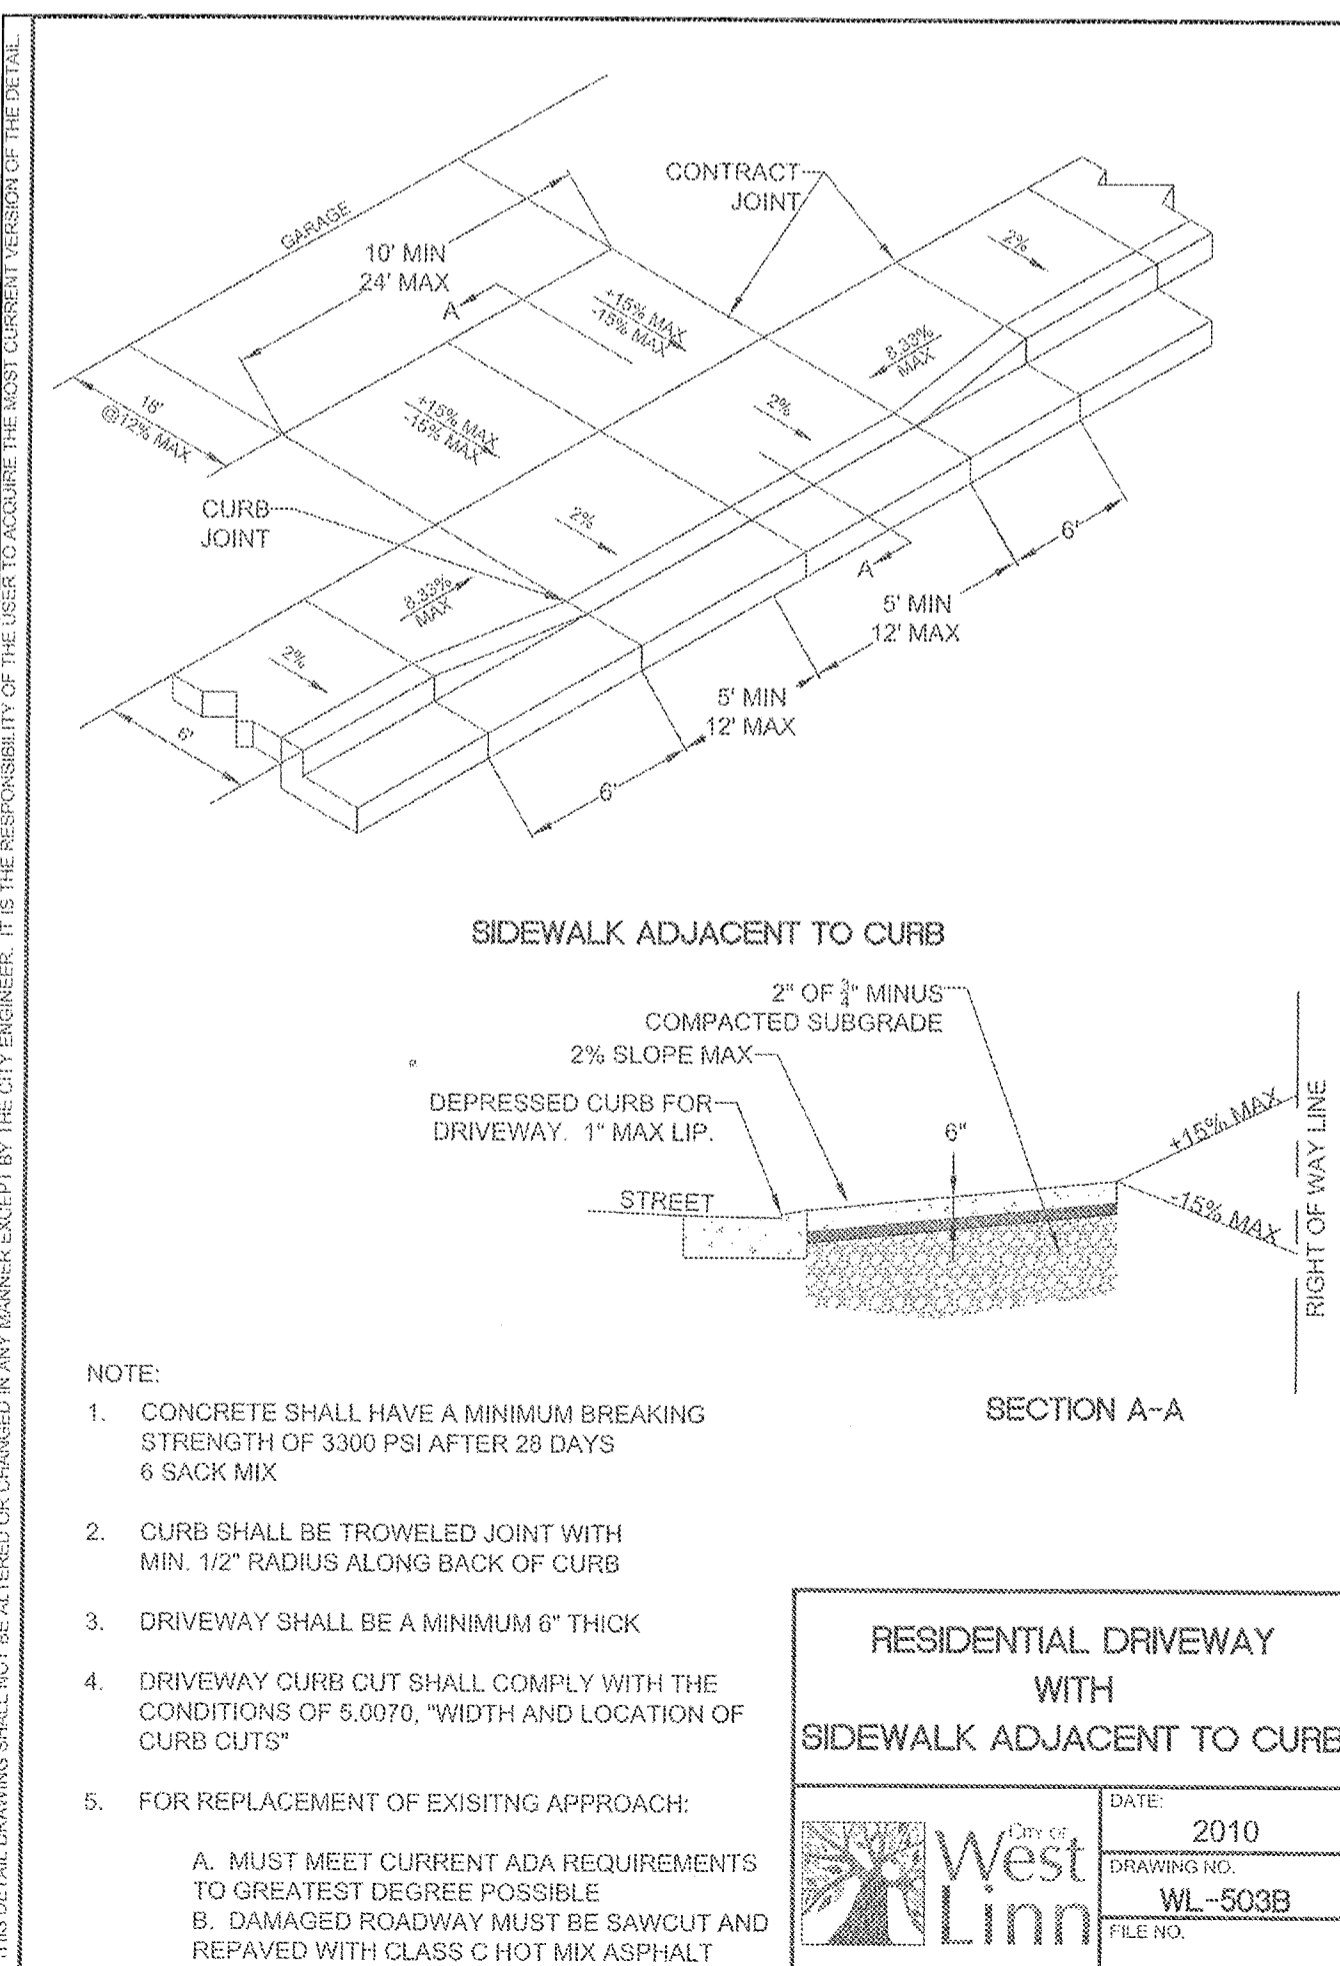 THIS DETAIL DRAWING SHALL NOT BE ALTERED OR CHANGED IN ANY MANNER EXCEPT BY THE CITY ENGINEER. IT IS THE RESPONSIBILITY OF THE USER TO ACQUIRE THE MOST CURRENT VERSION OF THE DETAIL.
CONTRACT
JOINT
GARAGE
10' MIN
24' MAX
2%
A
+15% MAX
-15% MAX
8.33%
MAX
@12% MAX
+15% MAX
-15% MAX
2%
CURB
JOINT
2%
6'
A
8.33%
MAX
5' MIN
12' MAX
2%
5' MIN
12' MAX
6'
6'
SIDEWALK ADJACENT TO CURB
2" OF 3/4" MINUS
COMPACTED SUBGRADE
2% SLOPE MAX
DEPRESSED CURB FOR
DRIVEWAY. 1" MAX LIP.
6"
+15% MAX
STREET
-15% MAX
RIGHT OF WAY LINE
SECTION A-A
NOTE:
1. CONCRETE SHALL HAVE A MINIMUM BREAKING
STRENGTH OF 3300 PSI AFTER 28 DAYS
6 SACK MIX
2. CURB SHALL BE TROWELED JOINT WITH
MIN. 1/2" RADIUS ALONG BACK OF CURB
3. DRIVEWAY SHALL BE A MINIMUM 6" THICK
4. DRIVEWAY CURB CUT SHALL COMPLY WITH THE
CONDITIONS OF 5.0070, "WIDTH AND LOCATION OF
CURB CUTS"
5. FOR REPLACEMENT OF EXISITNG APPROACH:
A. MUST MEET CURRENT ADA REQUIREMENTS
TO GREATEST DEGREE POSSIBLE
B. DAMAGED ROADWAY MUST BE SAWCUT AND
REPAVED WITH CLASS C HOT MIX ASPHALT
RESIDENTIAL DRIVEWAY
WITH
SIDEWALK ADJACENT TO CURB
CITY OF
West
Linn
DATE:
2010
DRAWING NO.
WL-503B
FILE NO.